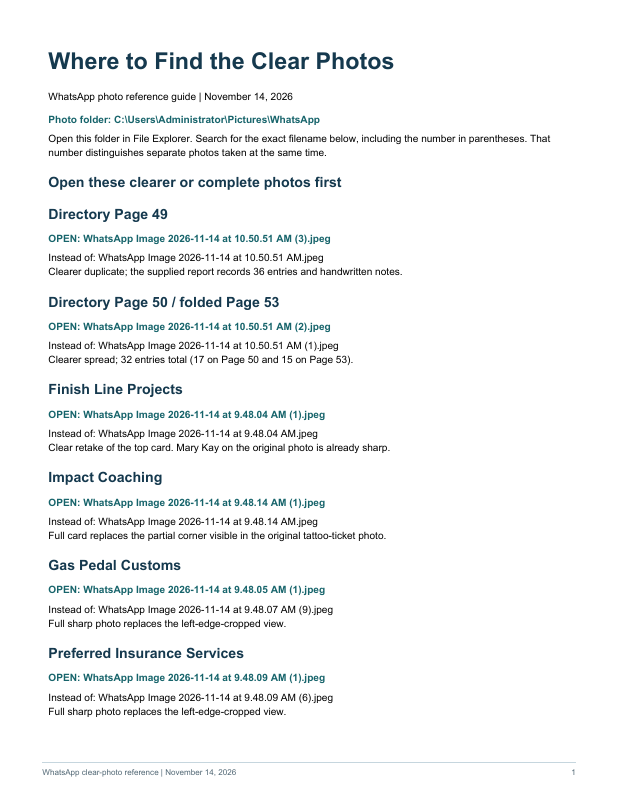 Where to Find the Clear Photos
WhatsApp photo reference guide | November 14, 2026
Photo folder: C:\Users\Administrator\Pictures\WhatsApp
Open this folder in File Explorer. Search for the exact filename below, including the number in parentheses. That
number distinguishes separate photos taken at the same time.
Open these clearer or complete photos first
Directory Page 49
OPEN: WhatsApp Image 2026-11-14 at 10.50.51 AM (3).jpeg
Instead of: WhatsApp Image 2026-11-14 at 10.50.51 AM.jpeg
Clearer duplicate; the supplied report records 36 entries and handwritten notes.
Directory Page 50 / folded Page 53
OPEN: WhatsApp Image 2026-11-14 at 10.50.51 AM (2).jpeg
Instead of: WhatsApp Image 2026-11-14 at 10.50.51 AM (1).jpeg
Clearer spread; 32 entries total (17 on Page 50 and 15 on Page 53).
Finish Line Projects
OPEN: WhatsApp Image 2026-11-14 at 9.48.04 AM (1).jpeg
Instead of: WhatsApp Image 2026-11-14 at 9.48.04 AM.jpeg
Clear retake of the top card. Mary Kay on the original photo is already sharp.
Impact Coaching
OPEN: WhatsApp Image 2026-11-14 at 9.48.14 AM (1).jpeg
Instead of: WhatsApp Image 2026-11-14 at 9.48.14 AM.jpeg
Full card replaces the partial corner visible in the original tattoo-ticket photo.
Gas Pedal Customs
OPEN: WhatsApp Image 2026-11-14 at 9.48.05 AM (1).jpeg
Instead of: WhatsApp Image 2026-11-14 at 9.48.07 AM (9).jpeg
Full sharp photo replaces the left-edge-cropped view.
Preferred Insurance Services
OPEN: WhatsApp Image 2026-11-14 at 9.48.09 AM (1).jpeg
Instead of: WhatsApp Image 2026-11-14 at 9.48.09 AM (6).jpeg
Full sharp photo replaces the left-edge-cropped view.
WhatsApp clear-photo reference | November 14, 2026
1